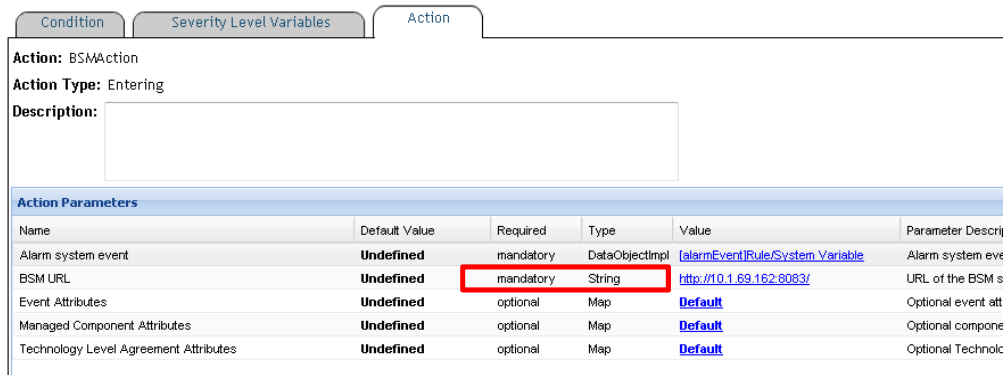 Condition Severity Level Variables Action
Action: BSMAction
Action Type: Entering
Description:
Action Parameters
Name Default Value Required Type Value Parameter Descrip
Alarm system event Undefined mandatory DataObjectImpl [alarmEvent]Rule/System Variable Alarm system eve
BSM URL Undefined mandatory String http://10.1.69.162:8083/ URL of the BSM s
Event Attributes Undefined optional Map Default Optional event att
Managed Component Attributes Undefined optional Map Default Optional compone
Technology Level Agreement Attributes Undefined optional Map Default Optional Technolo